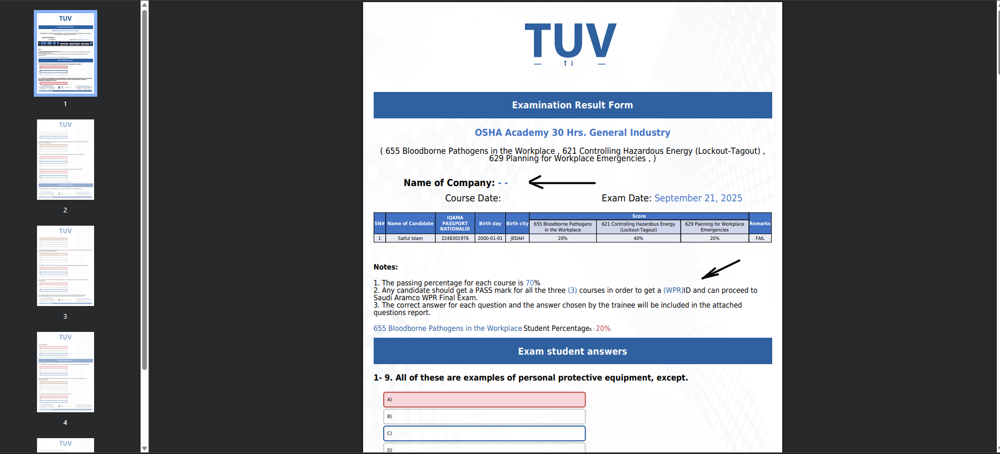 TUV
1
TUV
2
TUV
3
TUV
4
TUV
TUV
Ti
Examination Result Form
OSHA Academy 30 Hrs. General Industry
( 655 Bloodborne Pathogens in the Workplace , 621 Controlling Hazardous Energy (Lockout-Tagout) ,
629 Planning for Workplace Emergencies , )
Name of Company: - -
Course Date: Exam Date: September 21, 2025
SN# Name of Candidate IQAMA PASSPORT NATIONALID Birth day Birth city Score Remarks
655 Bloodborne Pathogens in the Workplace 621 Controlling Hazardous Energy (Lockout-Tagout) 629 Planning for Workplace Emergencies
1 Saiful Islam 2248301976 2000-01-01 JEDAH 20% 40% 20% FAIL
Notes:
1. The passing percentage for each course is 70%
2. Any candidate should get a PASS mark for all the three (3) courses in order to get a (WPR)ID and can proceed to
Saudi Aramco WPR Final Exam.
3. The correct answer for each question and the answer chosen by the trainee will be included in the attached
questions report.
655 Bloodborne Pathogens in the Workplace Student Percentages : 20%
Exam student answers
1- 9. All of these are examples of personal protective equipment, except.
A)
B)
C)
D)